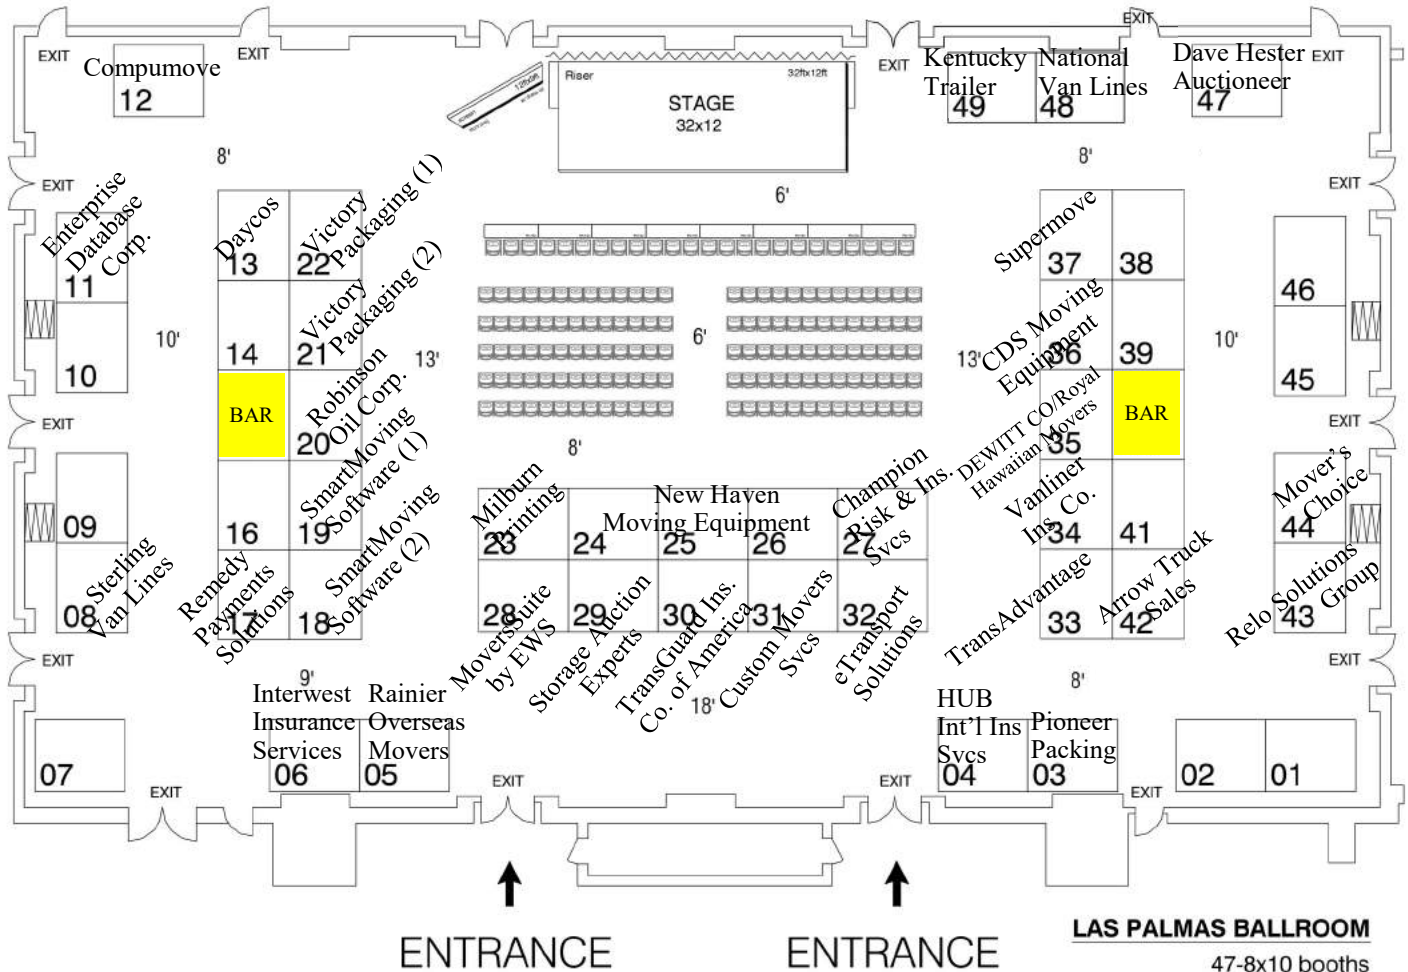 EXIT
EXIT
EXIT
EXIT
EXIT
EXIT
Compumove
12
Riser
32ftx12ft
STAGE
32x12
12ftx9ft
Kentucky
Trailer
49
National
Van Lines
48
Dave Hester
Auctioneer
47
8'
6'
8'
EXIT
EXIT
Enterprise
Database
Corp.
11
10
10'
Daycos
13
Victory
Packaging (1)
22
14
Victory
Packaging (2)
21
BAR
Robinson
Oil Corp.
20
16
SmartMoving
Software (1)
19
Remedy
Payments
Solutions
17
SmartMoving
Software (2)
18
13'
6'
13'
8'
Supermove
37
38
CDS Moving
Equipment
36
39
DEWITT CO/Royal
Hawaiian Movers
35
BAR
Vanliner
Ins. Co.
34
41
TransAdvantage
33
Arrow Truck
Sales
42
10'
46
45
EXIT
EXIT
09
Sterling
Van Lines
08
Mover's
Choice
44
Relo Solutions
Group
43
Milburn
Printing
23
New Haven
Moving Equipment
24
25
26
Champion
Risk & Ins.
Svcs
27
MoversSuite
by EWS
28
Storage Auction
Experts
29
TransGuard Ins.
Co. of America
30
Custom Movers
Svcs
31
eTransport
Solutions
32
EXIT
EXIT
9'
18'
8'
07
Interwest
Insurance
Services
06
Rainier
Overseas
Movers
05
HUB
Int'l Ins
Svcs
04
Pioneer
Packing
03
02
01
EXIT
EXIT
EXIT
EXIT
ENTRANCE
ENTRANCE
LAS PALMAS BALLROOM
47-8x10 booths